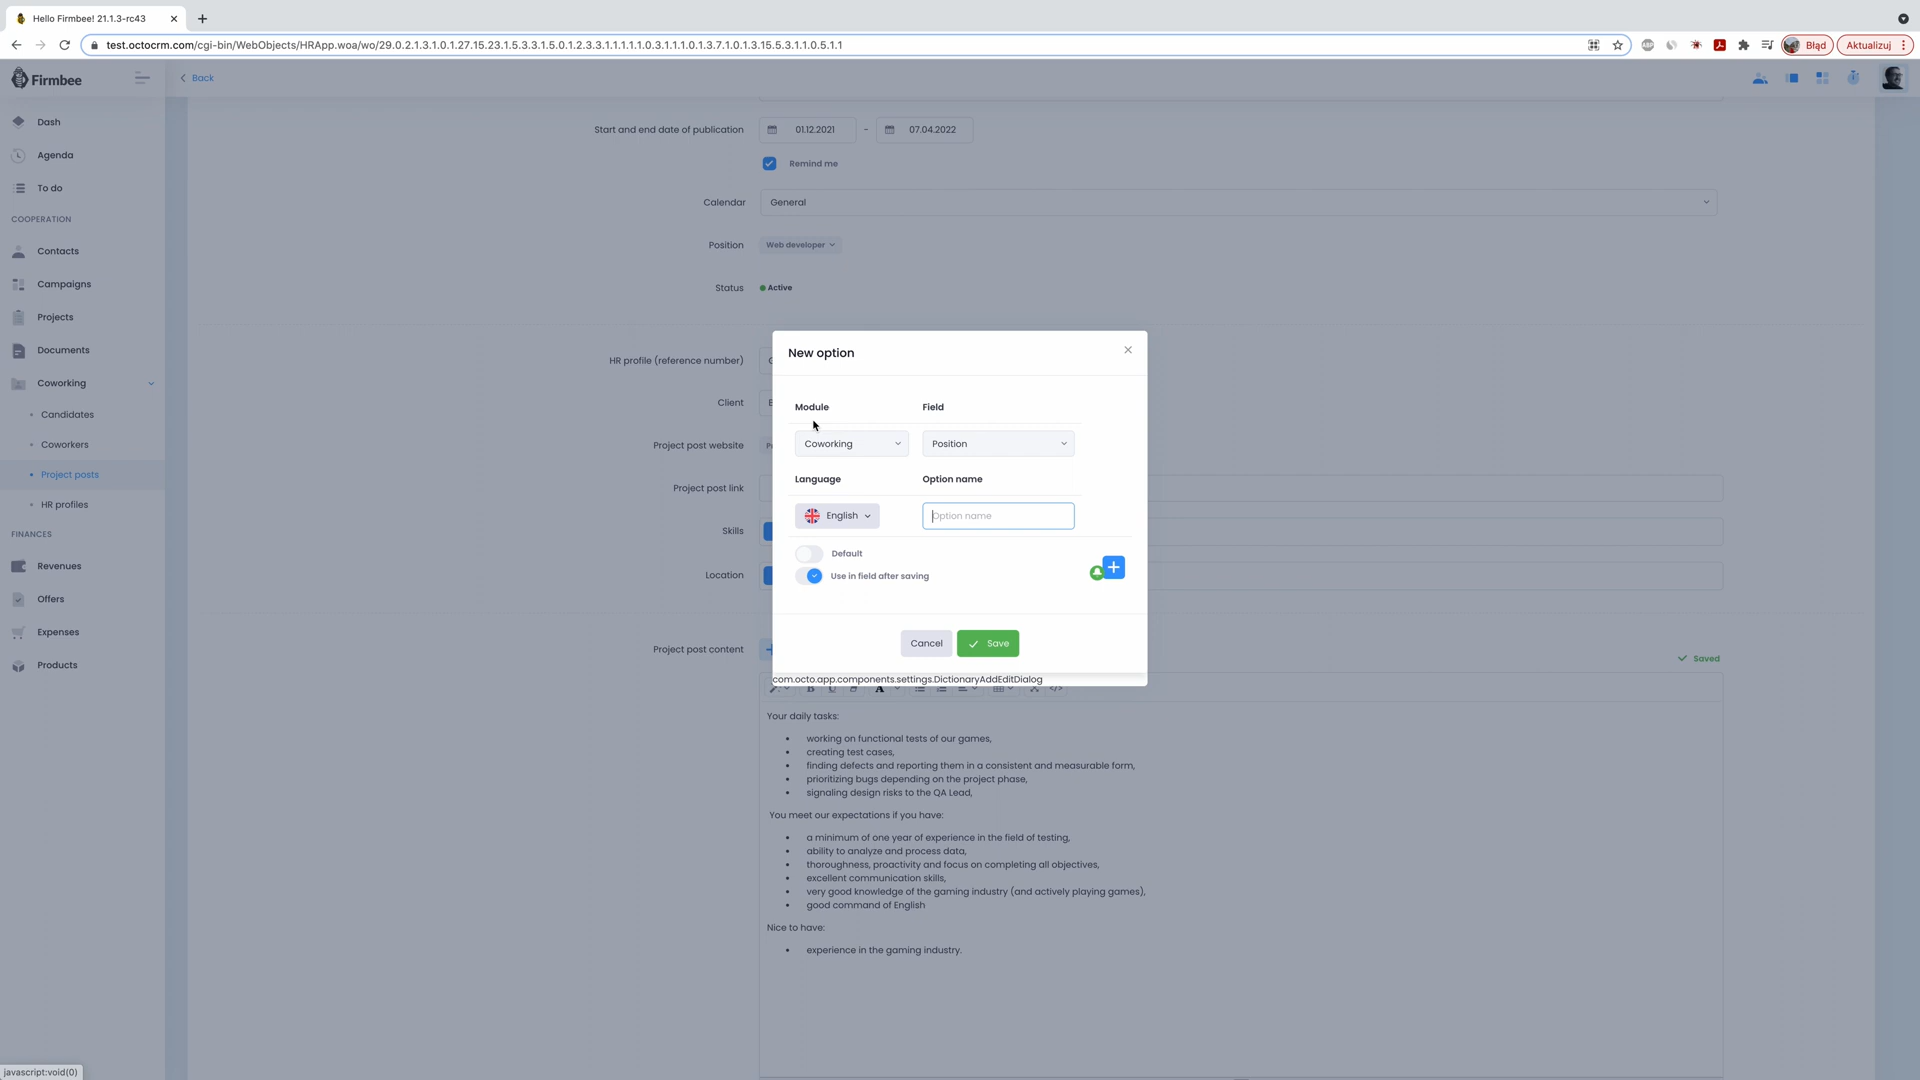 Hello Firmbee! 21.1.3-rc43
test.octocrm.com/cgi-bin/WebObjects/HRApp.woa/wo/29.0.2.1.3.1.0.1.27.15.23.1.5.3.3.1.5.0.1.2.3.3.1.1.1.1.1.0.3.1.1.1.0.1.3.7.1.0.1.3.15.5.3.1.1.0.5.1.1
ABP
Błąd
Aktualizuj
Firmbee
Back
Dash
Agenda
To do
COOPERATION
Contacts
Campaigns
Projects
Documents
Coworking
Candidates
Coworkers
Project posts
HR profiles
FINANCES
Revenues
Offers
Expenses
Products
Start and end date of publication
01.12.2021 - 07.04.2022
Remind me
Calendar
General
Position
Web developer
Status
Active
HR profile (reference number)
Client
Project post website
Project post link
Skills
Location
Project post content
Saved
New option
Module
Field
Coworking
Position
Language
Option name
English
Option name
Default
Use in field after saving
Cancel
Save
com.octo.app.components.settings.DictionaryAddEditDialog
Your daily tasks:
• working on functional tests of our games,
• creating test cases,
• finding defects and reporting them in a consistent and measurable form,
• prioritizing bugs depending on the project phase,
• signaling design risks to the QA Lead,
You meet our expectations if you have:
• a minimum of one year of experience in the field of testing,
• ability to analyze and process data,
• thoroughness, proactivity and focus on completing all objectives,
• excellent communication skills,
• very good knowledge of the gaming industry (and actively playing games),
• good command of English
Nice to have:
• experience in the gaming industry.
javascript:void(0)